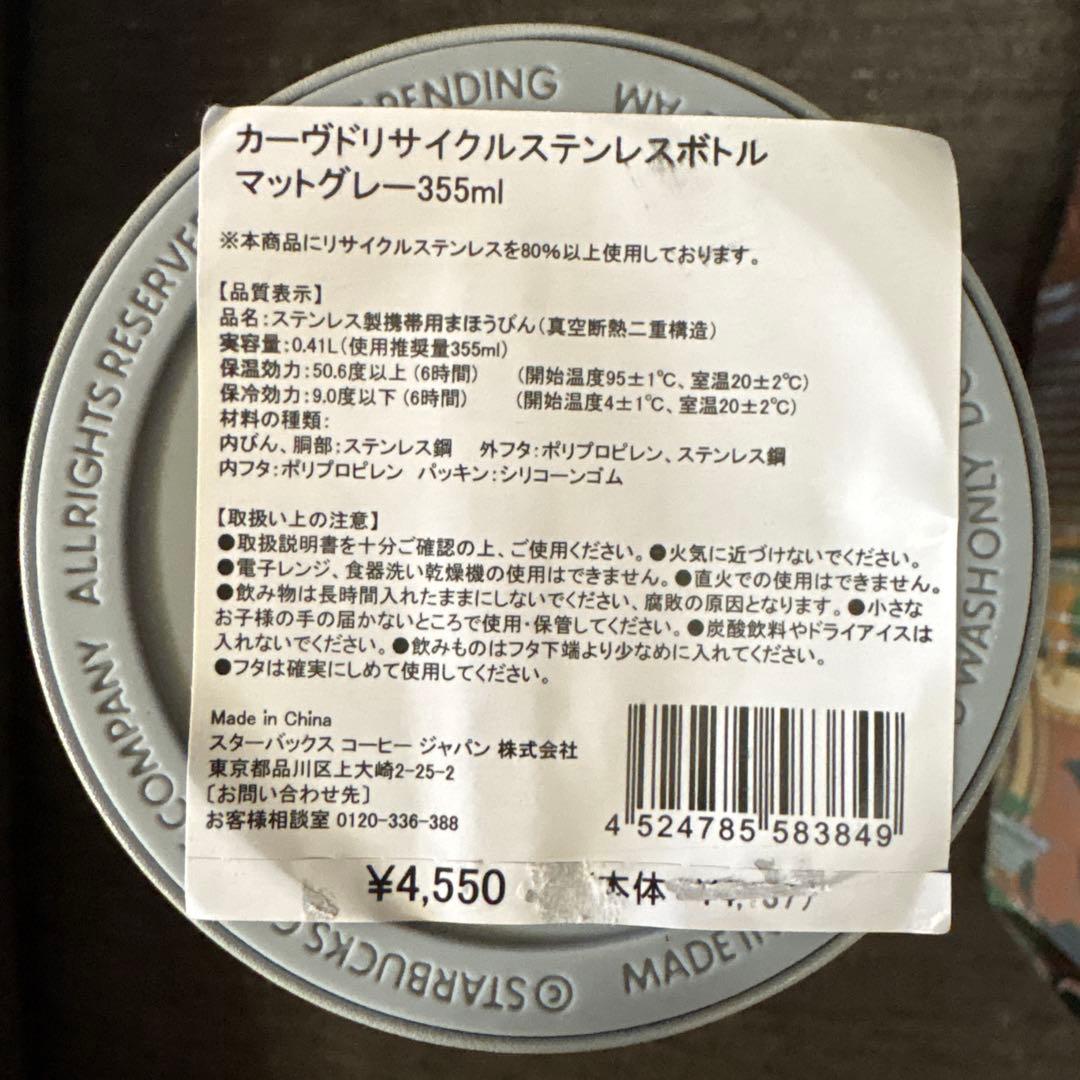 カーヴドリサイクルステンレスボトル
マットグレー355ml
※本商品にリサイクルステンレスを80%以上使用しております。
【品質表示】
品名：ステンレス製携帯用まほうびん（真空断熱二重構造）
実容量：0.41L（使用推奨量355ml）
保温効力：50.6度以上（6時間） （開始温度95±1℃、室温20±2℃）
保冷効力：9.0度以下（6時間） （開始温度4±1℃、室温20±2℃）
材料の種類：
内びん、胴部：ステンレス鋼 外フタ：ポリプロピレン、ステンレス鋼
内フタ：ポリプロピレン パッキン：シリコーンゴム
【取扱い上の注意】
●取扱説明書を十分ご確認の上、ご使用ください。●火気に近づけないでください。
●電子レンジ、食器洗い乾燥機の使用はできません。●直火での使用はできません。
●飲み物は長時間入れたままにしないでください、腐敗の原因となります。●小さな
お子様の手の届かないところで使用・保管してください。●炭酸飲料やドライアイスは
入れないでください。●飲みものはフタ下端より少なめに入れてください。
●フタは確実にしめて使用してください。
Made in China
スターバックス コーヒー ジャパン 株式会社
東京都品川区上大崎2-25-2
〔お問い合わせ先〕
お客様相談室 0120-336-388
4 524785 583849
¥4,550 本体
©STARBUCKS COMPANY ALLRIGHTS RESERVE
PENDING
WASH ONLY DO
MADE IN